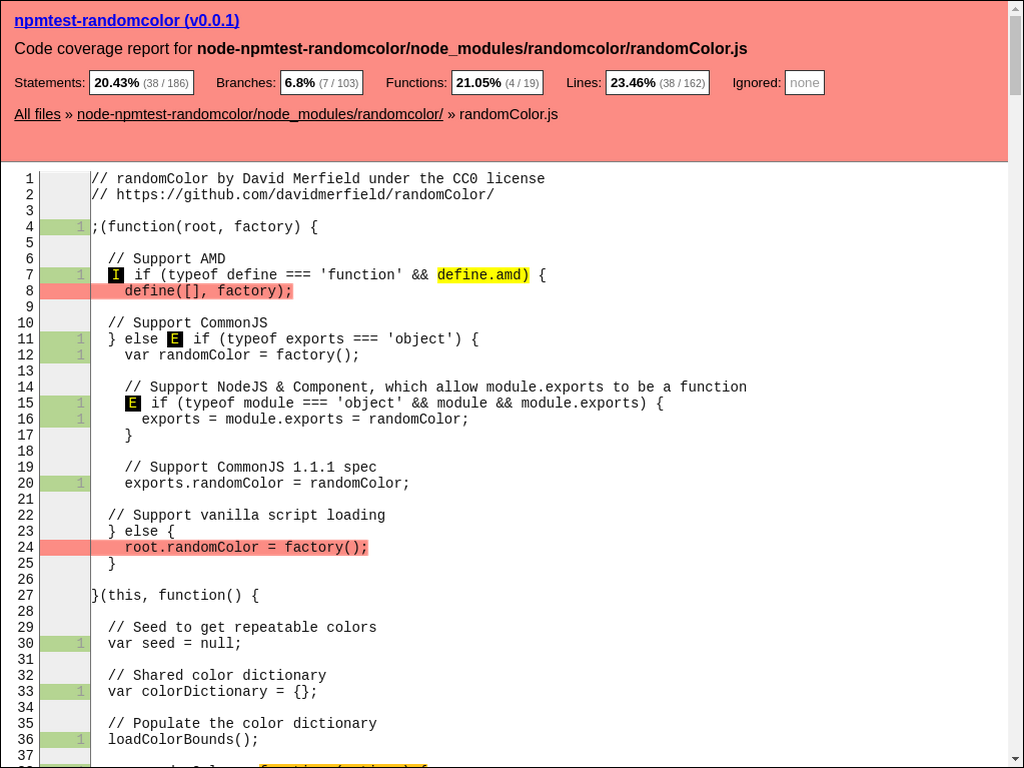 npmtest-randomcolor (v0.0.1)
Code coverage report for node-npmtest-randomcolor/node_modules/randomcolor/randomColor.js
Statements: 20.43% (38 / 186) Branches: 6.8% (7 / 103) Functions: 21.05% (4 / 19) Lines: 23.46% (38 / 162) Ignored: none
All files » node-npmtest-randomcolor/node_modules/randomcolor/ » randomColor.js
1 // randomColor by David Merfield under the CC0 license
2 // https://github.com/davidmerfield/randomColor/
3
4 1 ;(function(root, factory) {
5
6 // Support AMD
7 1 I if (typeof define === 'function' && define.amd) {
8 define([], factory);
9
10 // Support CommonJS
11 1 } else E if (typeof exports === 'object') {
12 1 var randomColor = factory();
13
14 // Support NodeJS & Component, which allow module.exports to be a function
15 1 E if (typeof module === 'object' && module && module.exports) {
16 1 exports = module.exports = randomColor;
17 }
18
19 // Support CommonJS 1.1.1 spec
20 1 exports.randomColor = randomColor;
21
22 // Support vanilla script loading
23 } else {
24 root.randomColor = factory();
25 }
26
27 }(this, function() {
28
29 // Seed to get repeatable colors
30 1 var seed = null;
31
32 // Shared color dictionary
33 1 var colorDictionary = {};
34
35 // Populate the color dictionary
36 1 loadColorBounds();
37